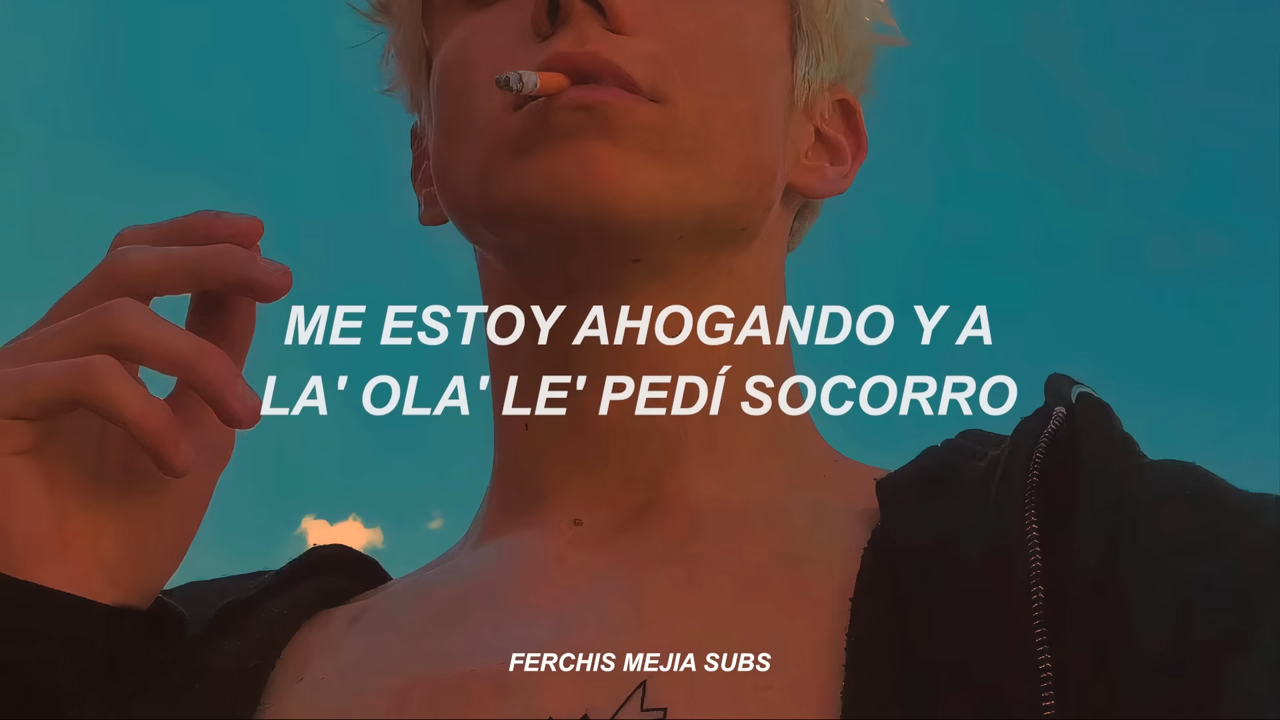 ME ESTOY AHOGANDO Y A
LA' OLA' LE' PEDÍ SOCORRO
FERCHIS MEJIA SUBS